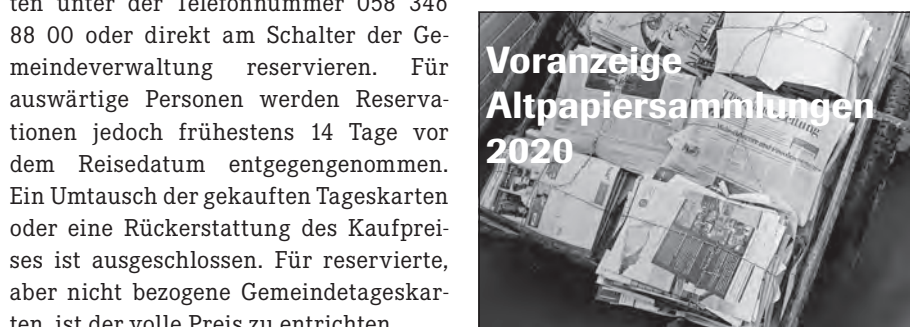 ten unter der Telefonnummer 058 346
88 00 oder direkt am Schalter der Ge-
meindeverwaltung reservieren. Für
auswärtige Personen werden Reserva-
tionen jedoch frühestens 14 Tage vor
dem Reisedatum entgegengenommen.
Ein Umtausch der gekauften Tageskarten
oder eine Rückerstattung des Kaufprei-
ses ist ausgeschlossen. Für reservierte,
aber nicht bezogene Gemeindetageskar-
ten, ist der volle Preis zu entrichten.
Voranzeige
Altpapiersammlungen
2020